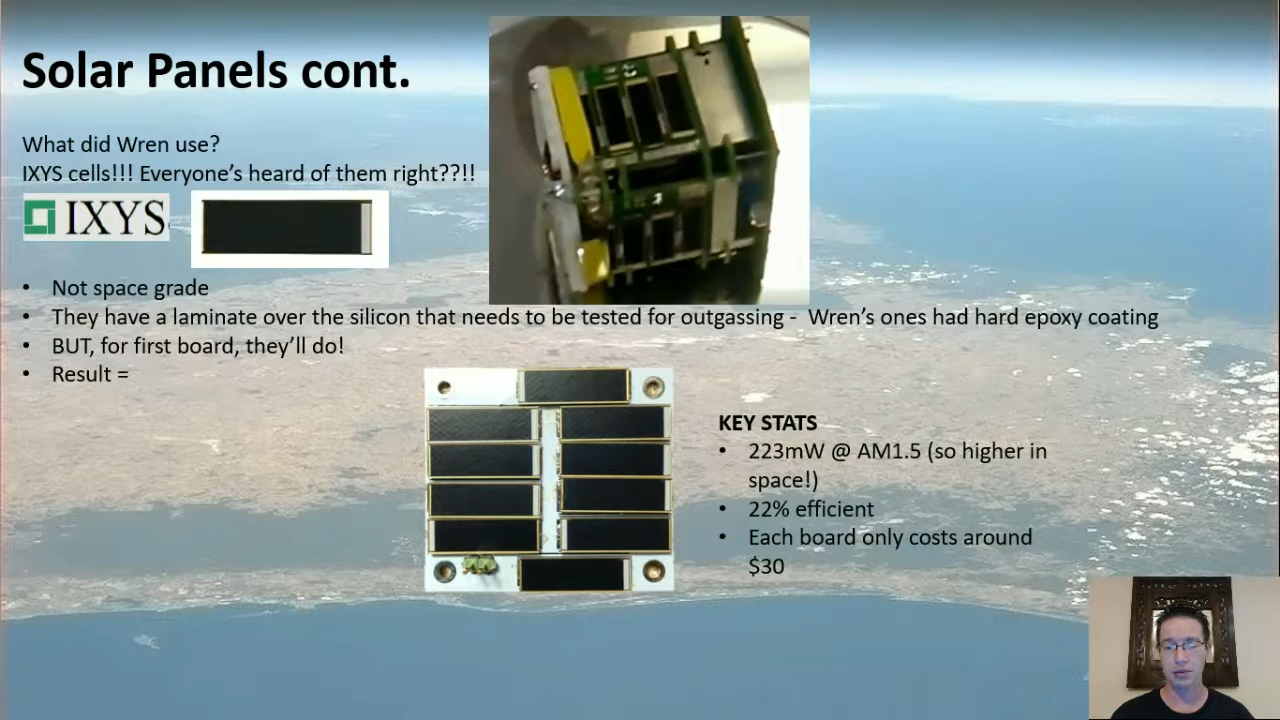 Solar Panels cont.
What did Wren use?
IXYS cells!!! Everyone's heard of them right??!!
IXYS
• Not space grade
• They have a laminate over the silicon that needs to be tested for outgassing - Wren's ones had hard epoxy coating
• BUT, for first board, they'll do!
• Result =
KEY STATS
• 223mW @ AM1.5 (so higher in
space!)
• 22% efficient
• Each board only costs around
$30